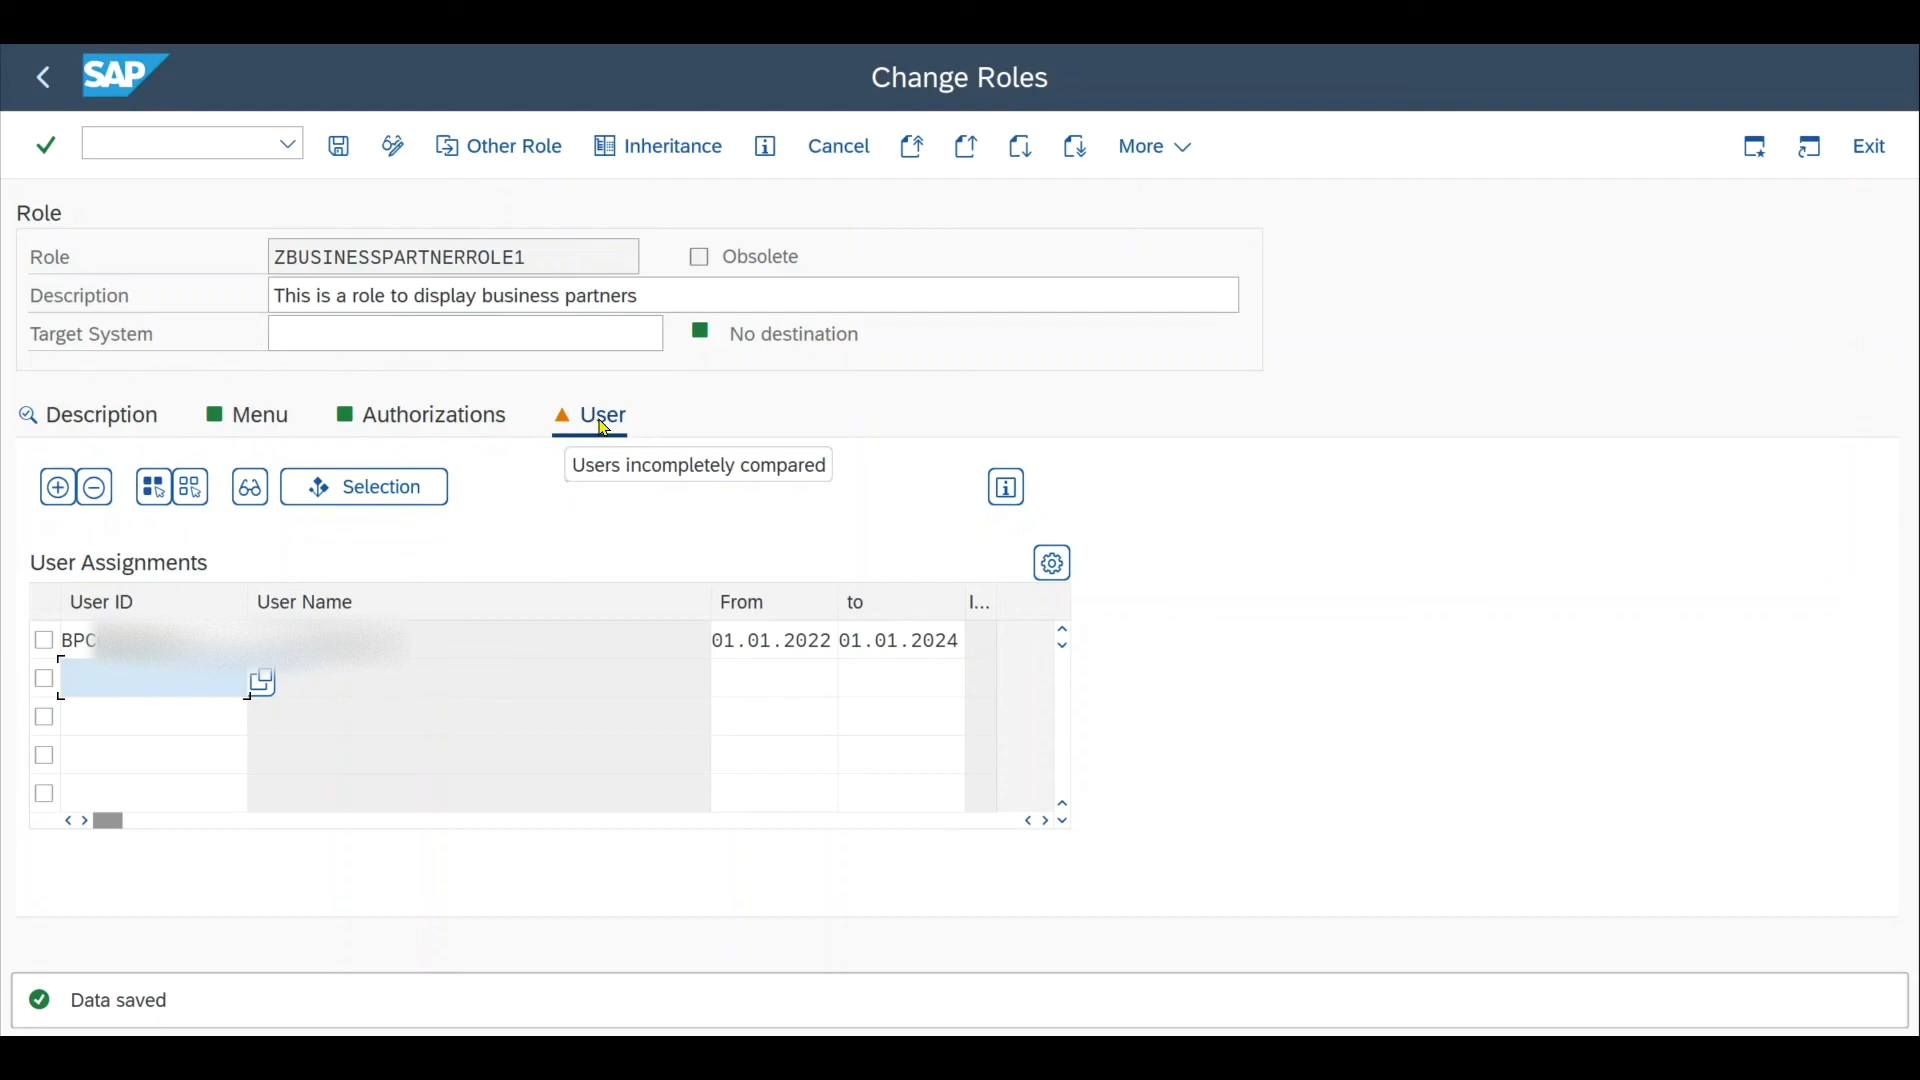 SAP
Change Roles
Other Role Inheritance Cancel More Exit
Role
Role ZBUSINESSPARTNERROLE1 Obsolete
Description This is a role to display business partners
Target System No destination
Description Menu Authorizations User
Users incompletely compared
Selection
User Assignments
User ID User Name From to I...
BPC 01.01.2022 01.01.2024
Data saved